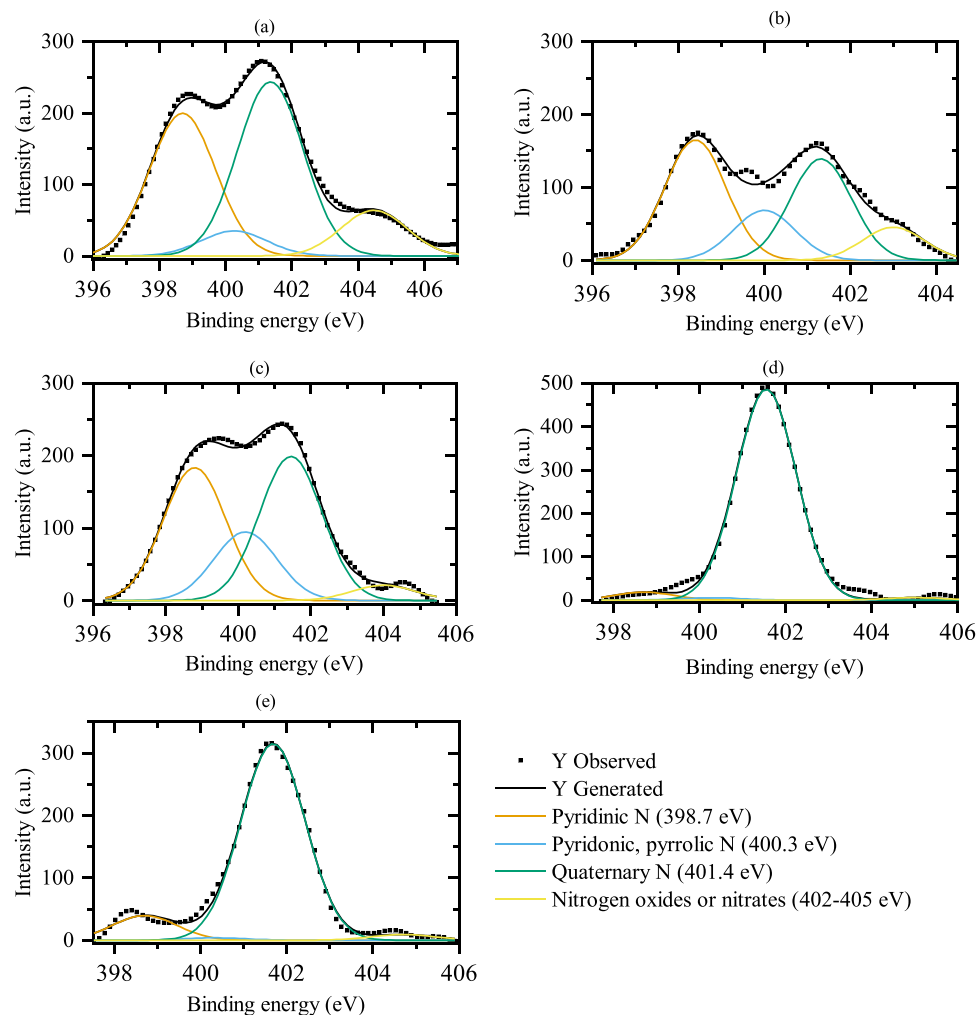 (a)
300
200
100
0
Intensity (a.u.)
396 398 400 402 404 406
Binding energy (eV)
(b)
300
200
100
0
Intensity (a.u.)
396 398 400 402 404
Binding energy (eV)
(c)
300
200
100
0
Intensity (a.u.)
396 398 400 402 404 406
Binding energy (eV)
(d)
500
400
300
200
100
0
Intensity (a.u.)
398 400 402 404 406
Binding energy (eV)
(e)
300
200
100
0
Intensity (a.u.)
398 400 402 404 406
Binding energy (eV)
Y Observed
Y Generated
Pyridinic N (398.7 eV)
Pyridonic, pyrrolic N (400.3 eV)
Quaternary N (401.4 eV)
Nitrogen oxides or nitrates (402-405 eV)